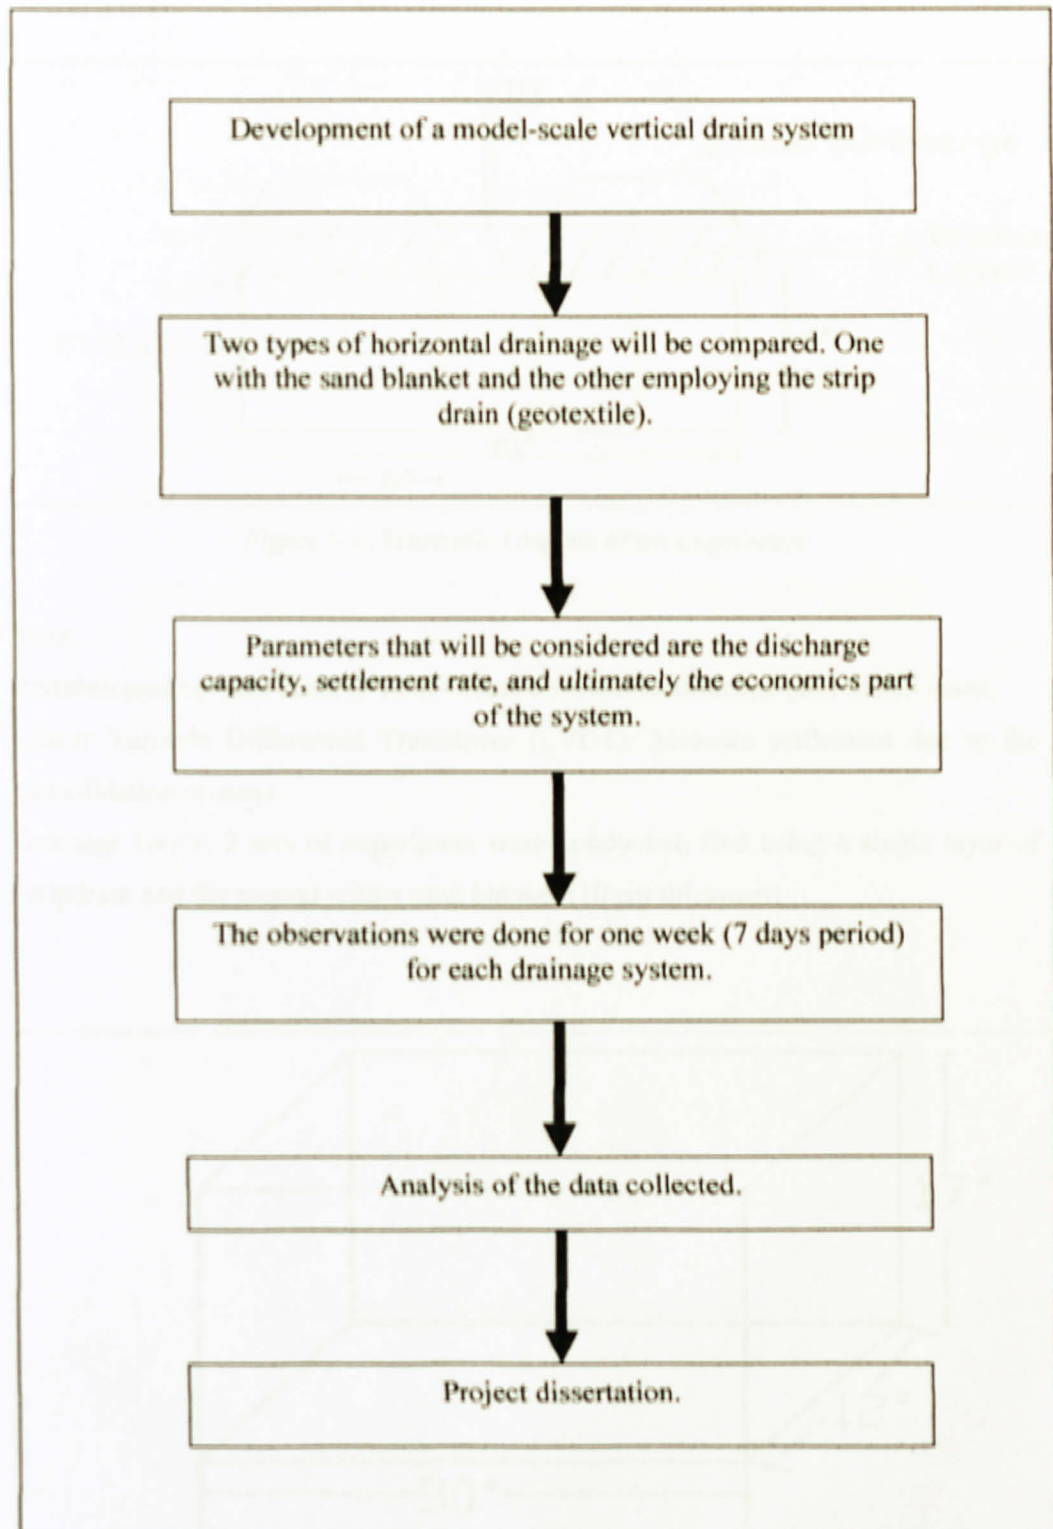 Development of a model-scale vertical drain system
Two types of horizontal drainage will be compared. One
with the sand blanket and the other employing the strip
drain (geotextile).
Parameters that will be considered are the discharge
capacity, settlement rate, and ultimately the economics part
of the system.
The observations were done for one week (7 days period)
for each drainage system.
Analysis of the data collected.
Project dissertation.